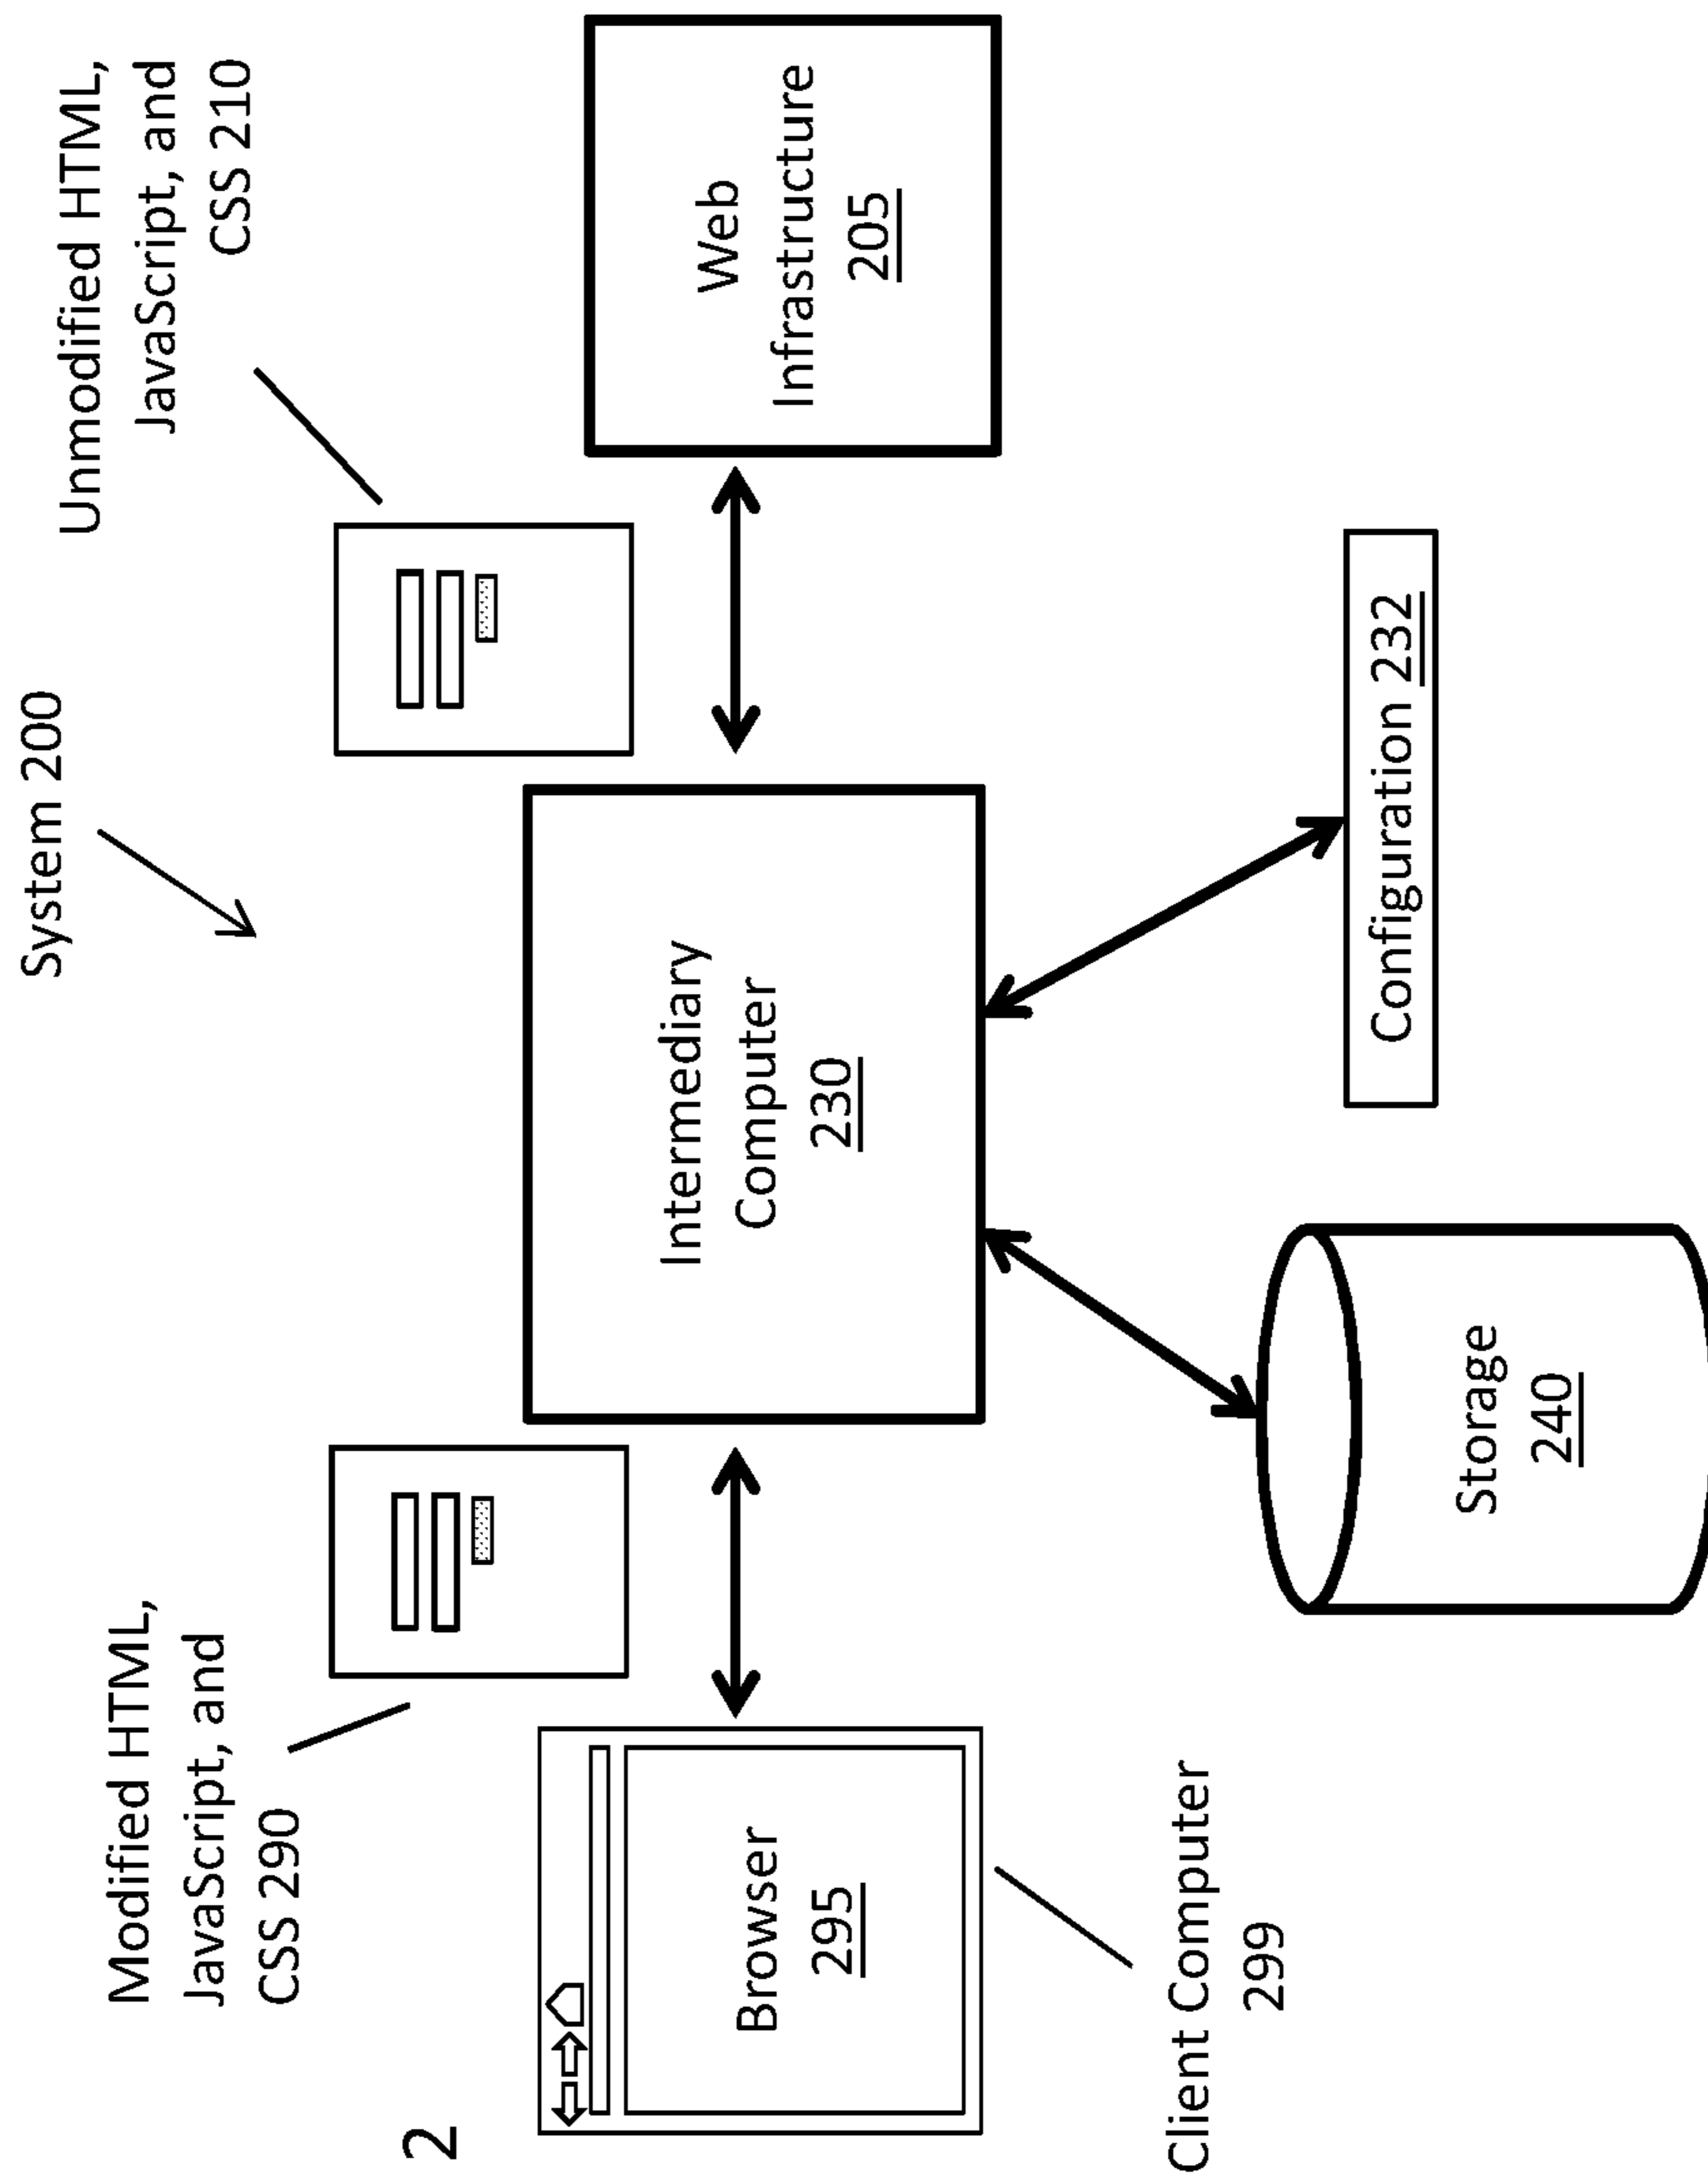 System 200
Unmodified HTML,
JavaScript, and
CSS 210
Modified HTML,
JavaScript, and
CSS 290
2
Browser
295
Intermediary
Computer
230
Web
Infrastructure
205
Client Computer
299
Storage
240
Configuration 232